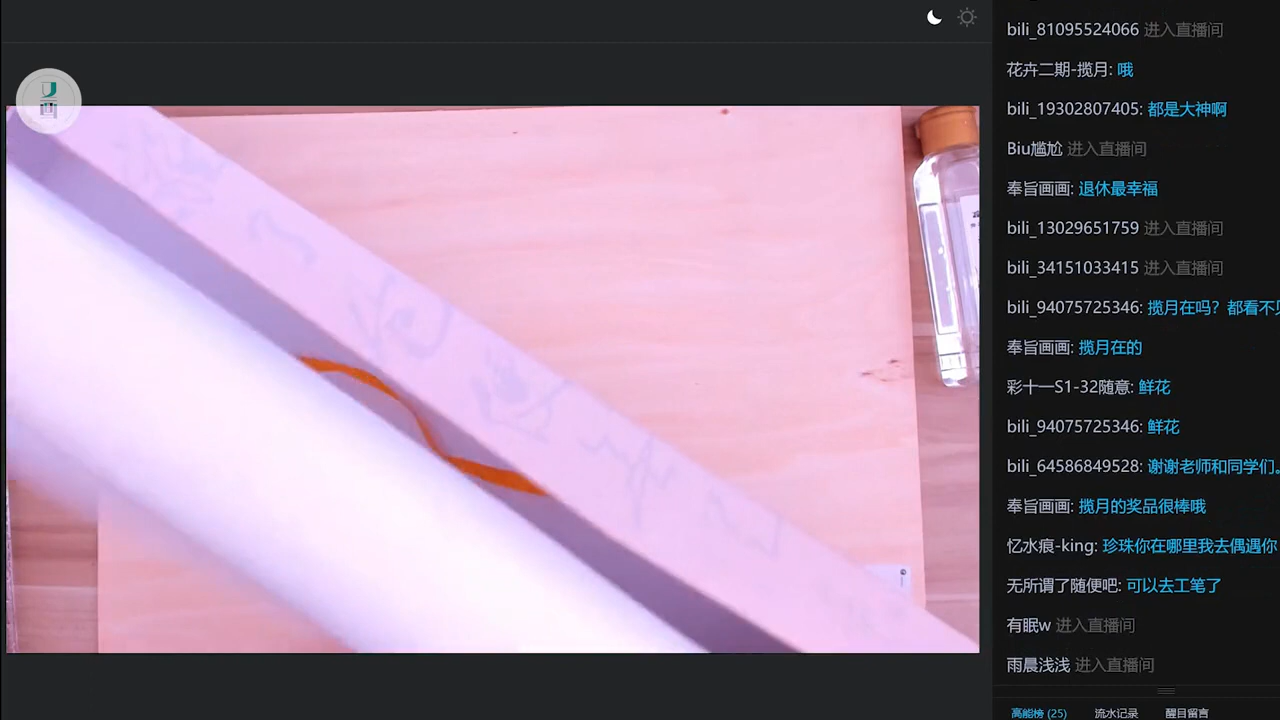 bili_81095524066 进入直播间
花卉二期-揽月: 哦
bili_19302807405: 都是大神啊
Biu尴尬 进入直播间
奉旨画画: 退休最幸福
bili_13029651759 进入直播间
bili_34151033415 进入直播间
bili_94075725346: 揽月在吗？都看不
奉旨画画: 揽月在的
彩十一S1-32随意: 鲜花
bili_94075725346: 鲜花
bili_64586849528: 谢谢老师和同学们。
奉旨画画: 揽月的奖品很棒哦
忆水痕-king: 珍珠你在哪里我去偶遇你
无所谓了随便吧: 可以去工笔了
有眠w 进入直播间
雨晨浅浅 进入直播间
高能榜 (25) 流水记录 醒目留言